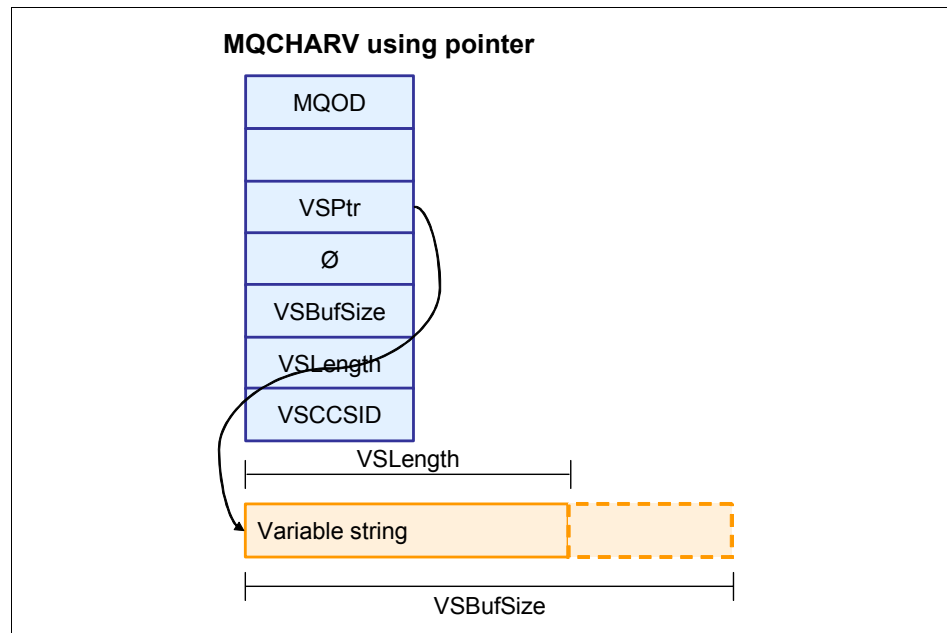 MQCHARV using pointer
MQOD
VSPtr
Ø
VSBufSize
VSLength
VSCCSID
VSLength
Variable string
VSBufSize